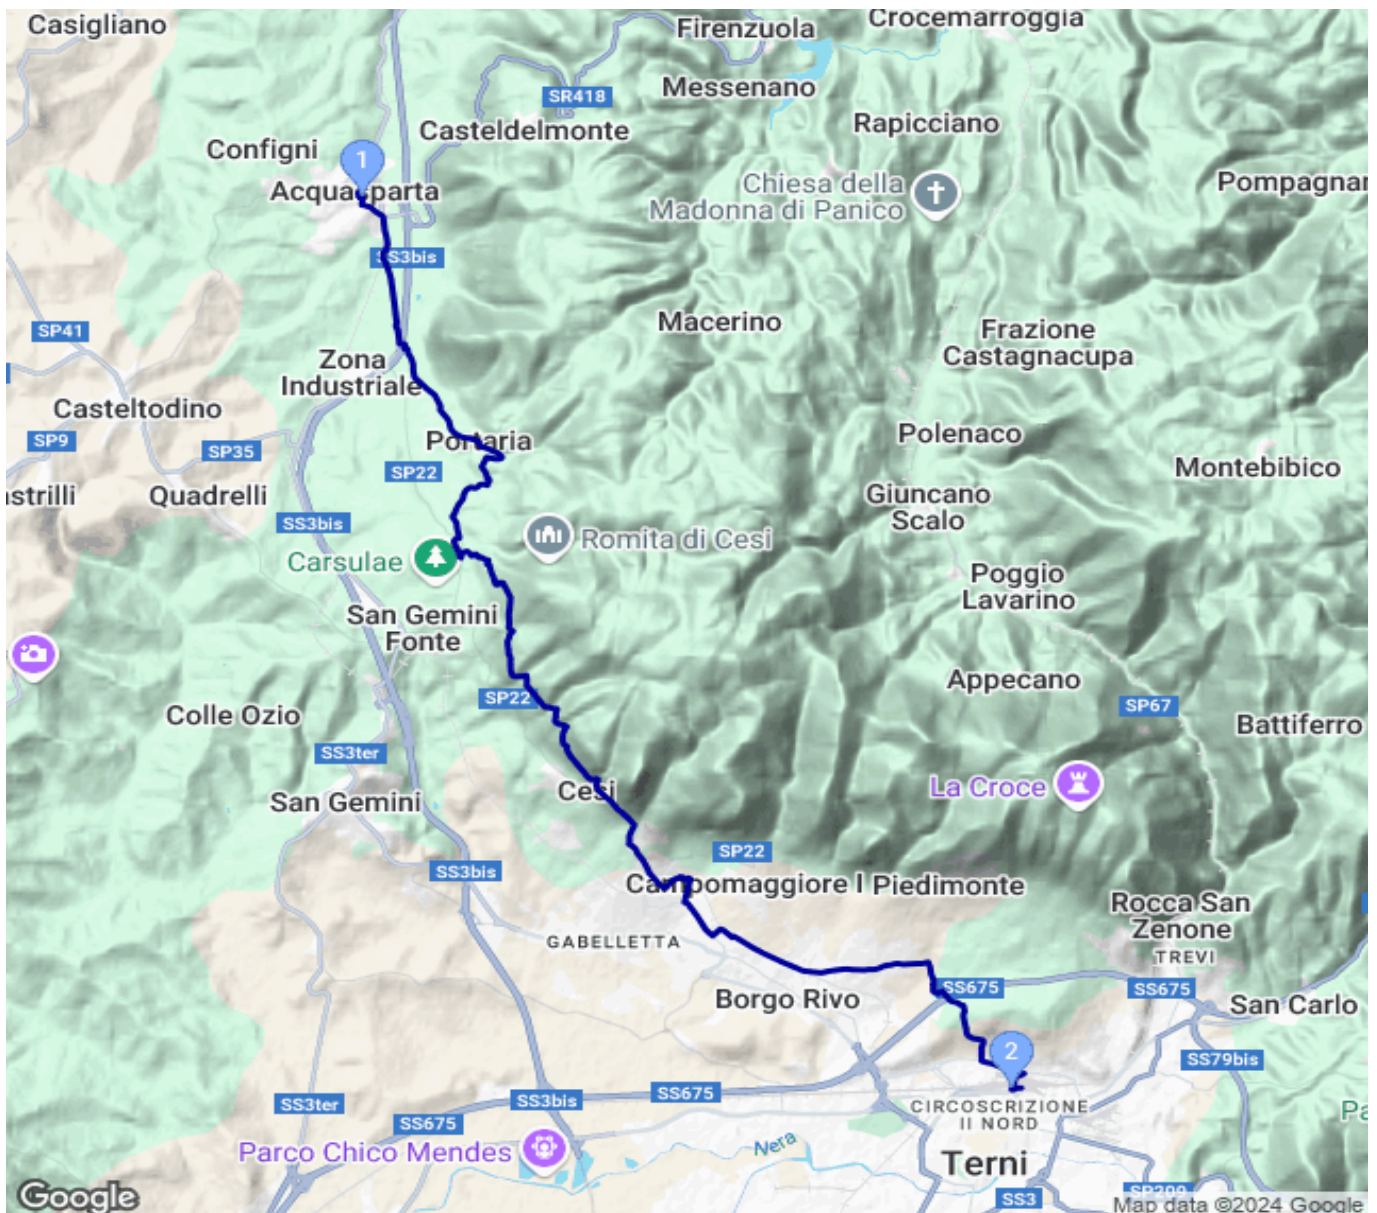 Casigliano
Firenzuola
Crocemarroggia
Messenano
SR418
Casteldelmonte
Rapicciano
Configni
1
Acquasparta
Chiesa della
Madonna di Panico
Pompagnar
SS3bis
SP41
Macerino
Frazione
Castagnacupa
Zona
Industriale
Casteltodino
SP9
SP35
Portaria
Polenaco
SP22
Montebibico
strilli
Quadrelli
Giuncano
Scalo
SS3bis
Romita di Cesi
Carsulae
Poggio
Lavarino
San Gemini
Fonte
Appecano
SP22
SP67
Colle Ozio
Battiferro
SS3ter
La Croce
Cesi
San Gemini
SP22
SS3bis
Campomaggiore I Piedimonte
Rocca San
Zenone
GABELLETTA
TREVI
SS675
SS675
Borgo Rivo
San Carlo
2
SS79bis
SS675
SS3bis
SS3ter
SS675
CIRCOSCRIZIONE
II NORD
Pa
Parco Chico Mendes
Nera
Terni
SS3
SP209
Google
Map data ©2024 Google